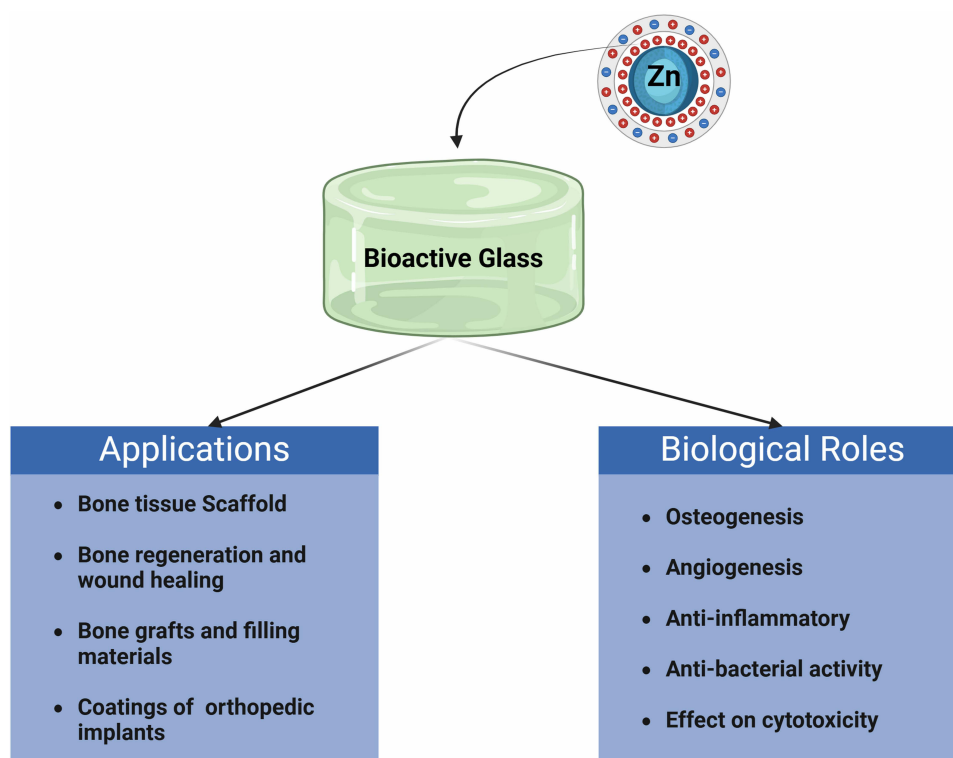 Zn
Bioactive Glass
Applications
• Bone tissue Scaffold
• Bone regeneration and
wound healing
• Bone grafts and filling
materials
• Coatings of orthopedic
implants
Biological Roles
• Osteogenesis
• Angiogenesis
• Anti-inflammatory
• Anti-bacterial activity
• Effect on cytotoxicity